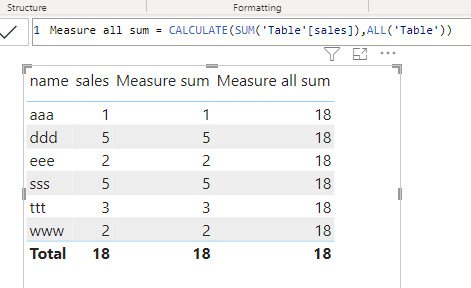 Structure Formatting
1 Measure all sum = CALCULATE(SUM('Table'[sales]),ALL('Table'))
name sales Measure sum Measure all sum
aaa 1 1 18
ddd 5 5 18
eee 2 2 18
sss 5 5 18
ttt 3 3 18
www 2 2 18
Total 18 18 18